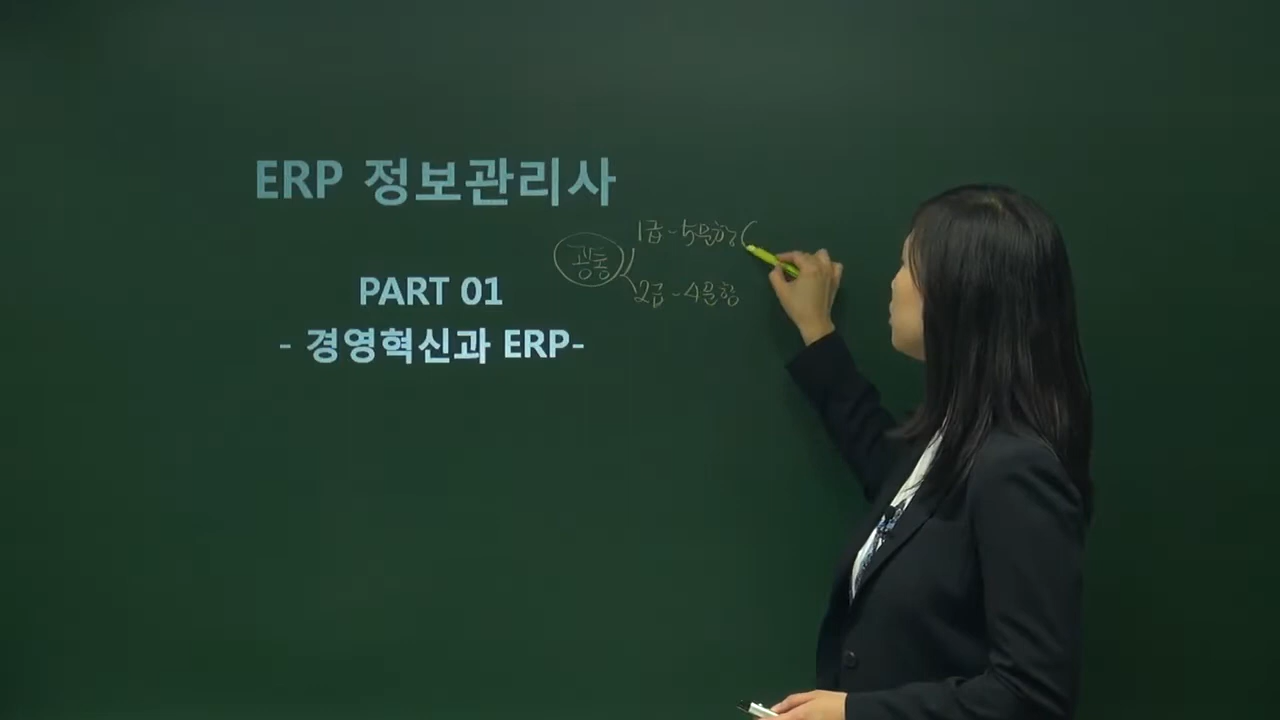 ERP 정보관리사
1급 - 5문항 (
공통
2급 - 4문항
PART 01
- 경영혁신과 ERP-